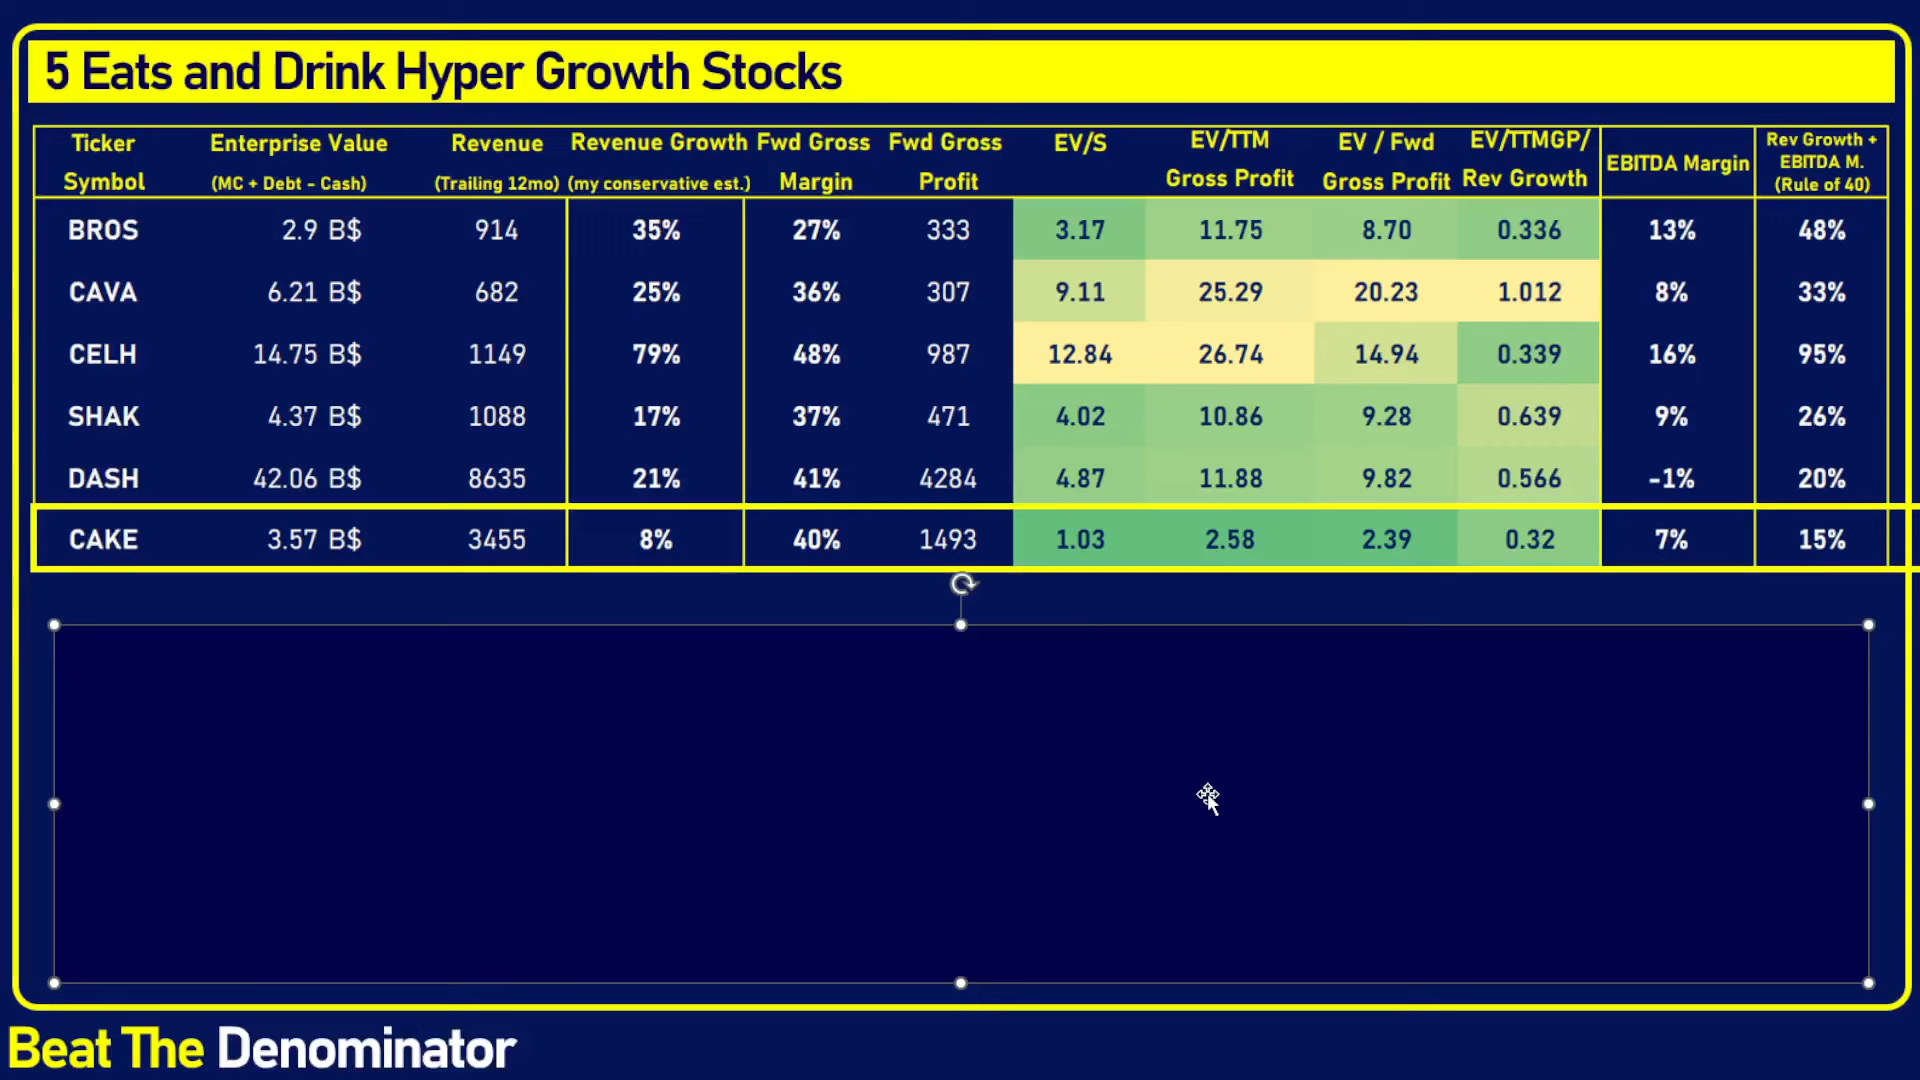 5 Eats and Drink Hyper Growth Stocks
Ticker Symbol Enterprise Value (MC + Debt - Cash) Revenue (Trailing 12mo) Revenue Growth (my conservative est.) Fwd Gross Margin Fwd Gross Profit EV/S EV/TTM Gross Profit EV / Fwd Gross Profit EV/TTMGP/ Rev Growth EBITDA Margin Rev Growth + EBITDA M. (Rule of 40)
BROS 2.9 B$ 914 35% 27% 333 3.17 11.75 8.70 0.336 13% 48%
CAVA 6.21 B$ 682 25% 36% 307 9.11 25.29 20.23 1.012 8% 33%
CELH 14.75 B$ 1149 79% 48% 987 12.84 26.74 14.94 0.339 16% 95%
SHAK 4.37 B$ 1088 17% 37% 471 4.02 10.86 9.28 0.639 9% 26%
DASH 42.06 B$ 8635 21% 41% 4284 4.87 11.88 9.82 0.566 -1% 20%
CAKE 3.57 B$ 3455 8% 40% 1493 1.03 2.58 2.39 0.32 7% 15%
Beat The Denominator